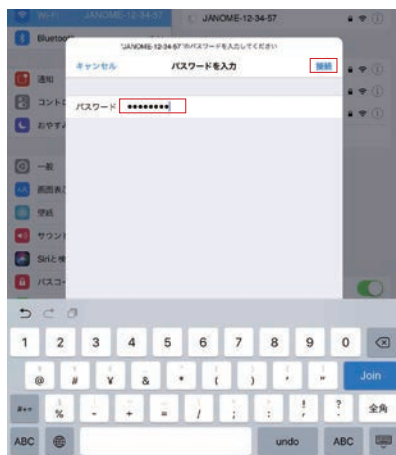 Wi-Fi JANOME-12-34-57
JANOME-12-34-57
Bluetooth
"JANOME-12-34-57"のパスワードを入力してください
キャンセル パスワードを入力 接続
通知
コントロ
おやすみ
パスワード ●●●●●●●●
一般
画面表示
壁紙
サウンド
Siriと検
パスコー
1 2 3 4 5 6 7 8 9 0
@ # ¥ & * ( ) ' " Join
#+= % - + = / ; : ! , ? . 全角
ABC undo ABC